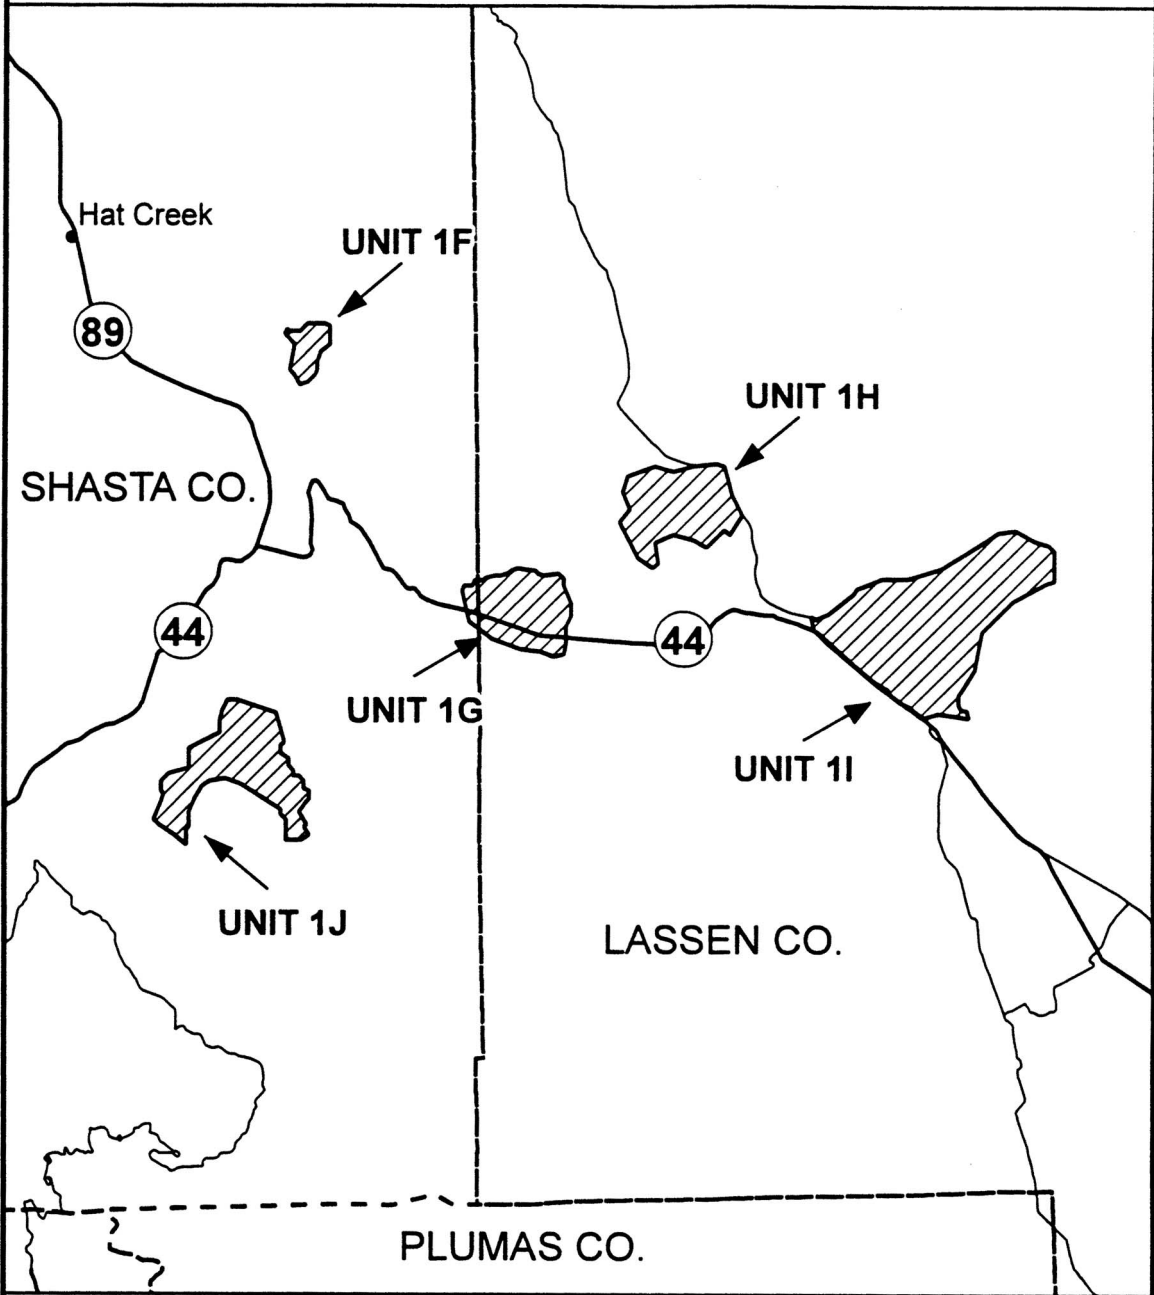 Hat Creek
UNIT 1F
89
UNIT 1H
SHASTA CO.
44
44
UNIT 1G
UNIT 1I
UNIT 1J
LASSEN CO.
PLUMAS CO.